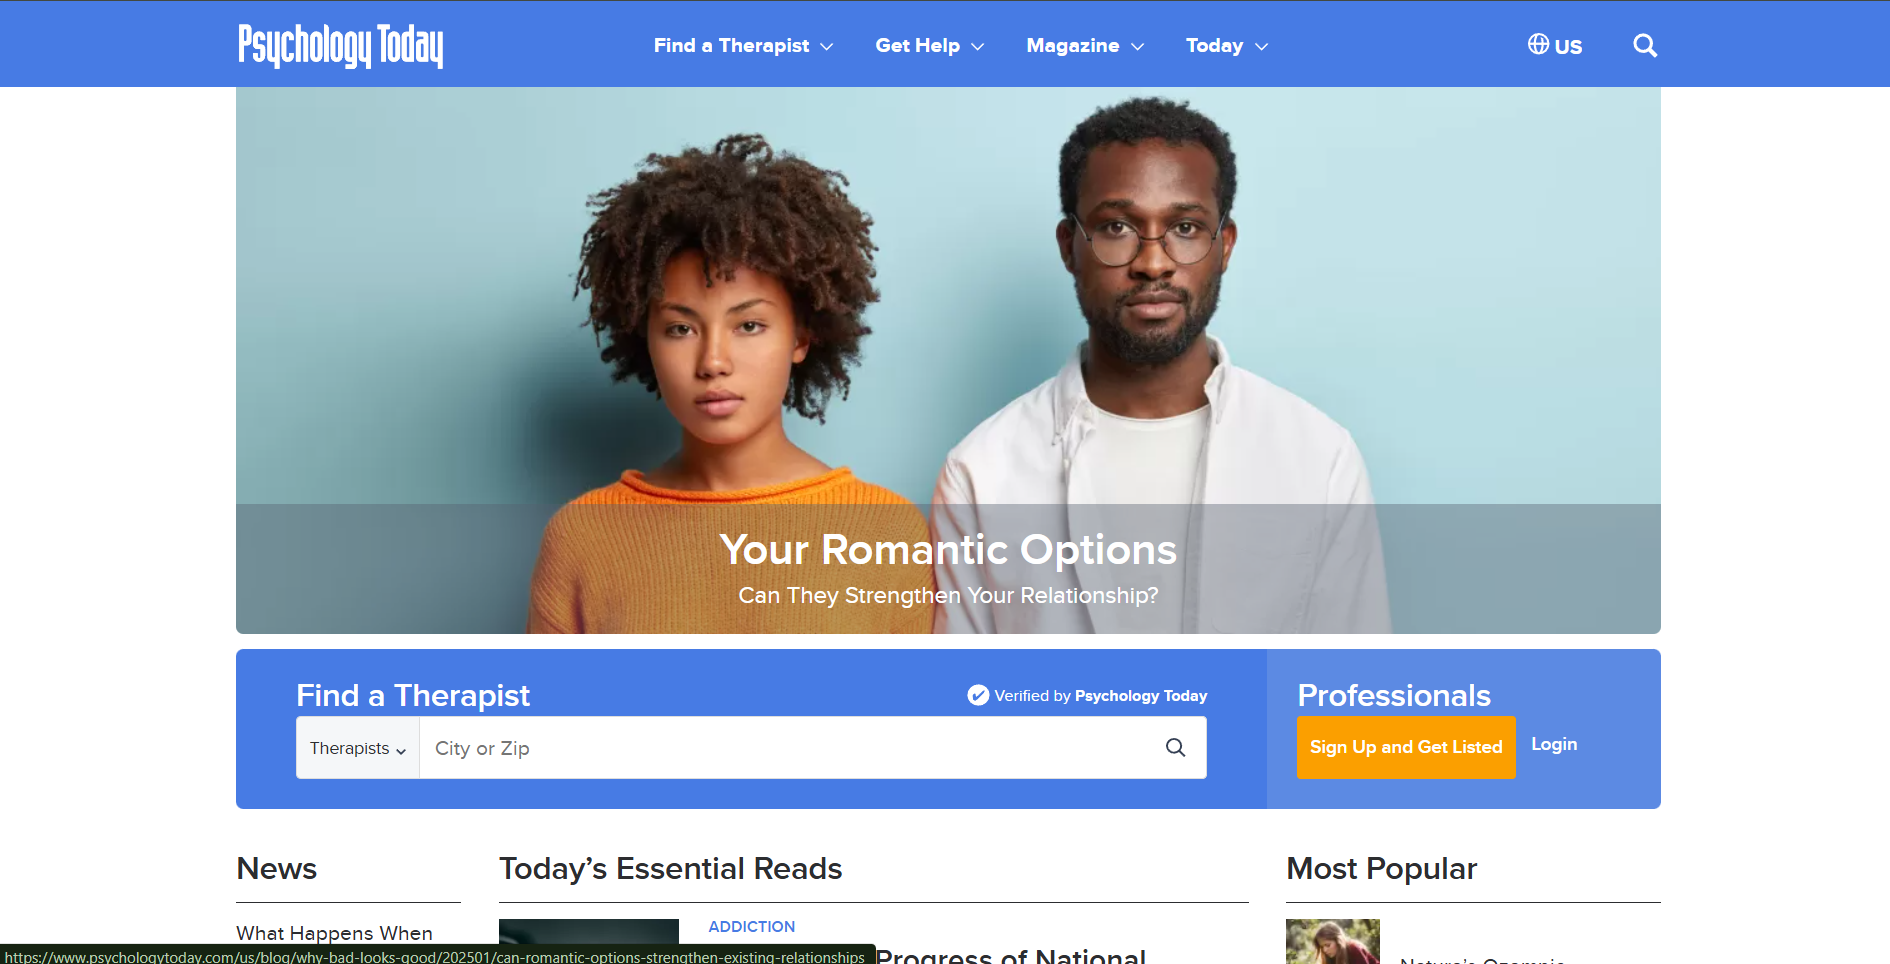 Psychology Today
Find a Therapist
Get Help
Magazine
Today
US
Your Romantic Options
Can They Strengthen Your Relationship?
Find a Therapist
Verified by Psychology Today
Therapists
City or Zip
Professionals
Sign Up and Get Listed
Login
News
What Happens When
Today’s Essential Reads
ADDICTION
Progress of National
Most Popular
Nature’s Ozempic
https://www.psychologytoday.com/us/blog/why-bad-looks-good/202501/can-romantic-options-strengthen-existing-relationships